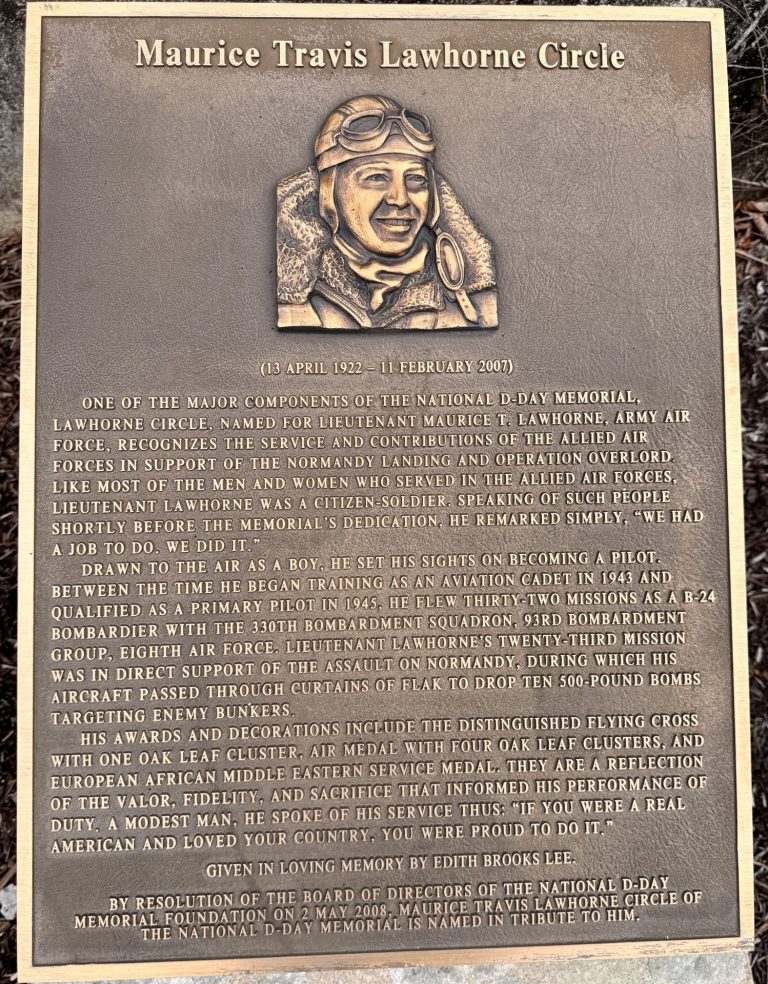 Maurice Travis Lawhorne Circle
(13 APRIL 1922 – 11 FEBRUARY 2007)
ONE OF THE MAJOR COMPONENTS OF THE NATIONAL D-DAY MEMORIAL,
LAWHORNE CIRCLE, NAMED FOR LIEUTENANT MAURICE T. LAWHORNE, ARMY AIR
FORCE, RECOGNIZES THE SERVICE AND CONTRIBUTIONS OF THE ALLIED AIR
FORCES IN SUPPORT OF THE NORMANDY LANDING AND OPERATION OVERLORD.
LIKE MOST OF THE MEN AND WOMEN WHO SERVED IN THE ALLIED AIR FORCES,
LIEUTENANT LAWHORNE WAS A CITIZEN-SOLDIER. SPEAKING OF SUCH PEOPLE
SHORTLY BEFORE THE MEMORIAL'S DEDICATION, HE REMARKED SIMPLY, “WE HAD
A JOB TO DO. WE DID IT.”
DRAWN TO THE AIR AS A BOY, HE SET HIS SIGHTS ON BECOMING A PILOT.
BETWEEN THE TIME HE BEGAN TRAINING AS AN AVIATION CADET IN 1943 AND
QUALIFIED AS A PRIMARY PILOT IN 1945, HE FLEW THIRTY-TWO MISSIONS AS A B-24
BOMBARDIER WITH THE 330TH BOMBARDMENT SQUADRON, 93RD BOMBARDMENT
GROUP, EIGHTH AIR FORCE. LIEUTENANT LAWHORNE'S TWENTY-THIRD MISSION
WAS IN DIRECT SUPPORT OF THE ASSAULT ON NORMANDY, DURING WHICH HIS
AIRCRAFT PASSED THROUGH CURTAINS OF FLAK TO DROP TEN 500-POUND BOMBS
TARGETING ENEMY BUNKERS.
HIS AWARDS AND DECORATIONS INCLUDE THE DISTINGUISHED FLYING CROSS
WITH ONE OAK LEAF CLUSTER, AIR MEDAL WITH FOUR OAK LEAF CLUSTERS, AND
EUROPEAN AFRICAN MIDDLE EASTERN SERVICE MEDAL. THEY ARE A REFLECTION
OF THE VALOR, FIDELITY, AND SACRIFICE THAT INFORMED HIS PERFORMANCE OF
DUTY. A MODEST MAN, HE SPOKE OF HIS SERVICE THUS: “IF YOU WERE A REAL
AMERICAN AND LOVED YOUR COUNTRY, YOU WERE PROUD TO DO IT.”
GIVEN IN LOVING MEMORY BY EDITH BROOKS LEE.
BY RESOLUTION OF THE BOARD OF DIRECTORS OF THE NATIONAL D-DAY
MEMORIAL FOUNDATION ON 2 MAY 2008, MAURICE TRAVIS LAWHORNE CIRCLE OF
THE NATIONAL D-DAY MEMORIAL IS NAMED IN TRIBUTE TO HIM.